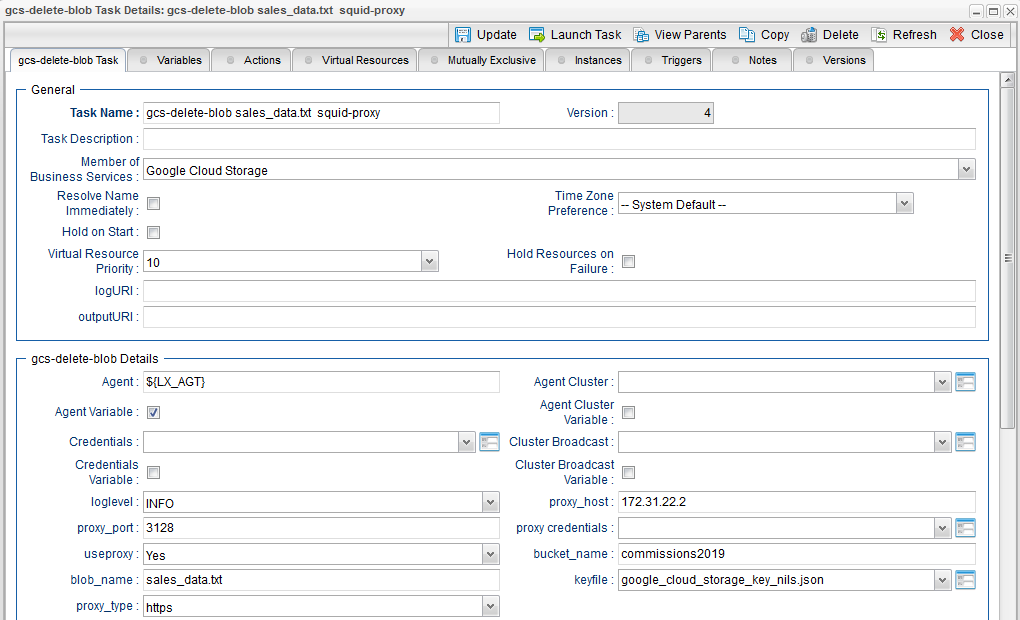 gcs-delete-blob Task Details: gcs-delete-blob sales_data.txt  squid-proxy
Update Launch Task View Parents Copy Delete Refresh Close
gcs-delete-blob Task Variables Actions Virtual Resources Mutually Exclusive Instances Triggers Notes Versions
General
Task Name : gcs-delete-blob sales_data.txt  squid-proxy Version : 4
Task Description :
Member of
Business Services : Google Cloud Storage
Resolve Name
Immediately :
Time Zone
Preference : -- System Default --
Hold on Start :
Virtual Resource
Priority : 10
Hold Resources on
Failure :
logURI :
outputURI :
gcs-delete-blob Details
Agent : ${LX_AGT} Agent Cluster :
Agent Variable :
Agent Cluster
Variable :
Credentials : Cluster Broadcast :
Credentials
Variable :
Cluster Broadcast
Variable :
loglevel : INFO proxy_host : 172.31.22.2
proxy_port : 3128 proxy credentials :
useproxy : Yes bucket_name : commissions2019
blob_name : sales_data.txt keyfile : google_cloud_storage_key_nils.json
proxy_type : https